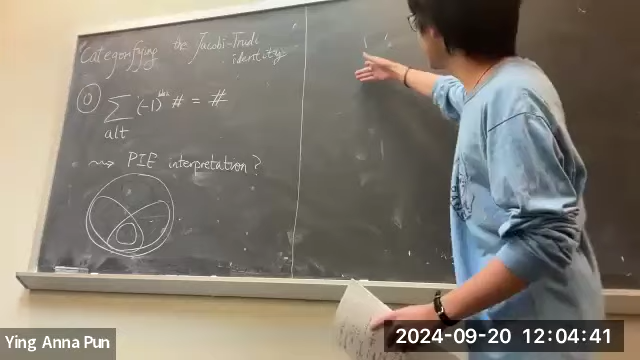 Categorifying the Jacobi-Trudi
identity
0 ∑ (-1) # = #
alt
⇝ PIE interpretation?
Ying Anna Pun
2024-09-20 12:04:41